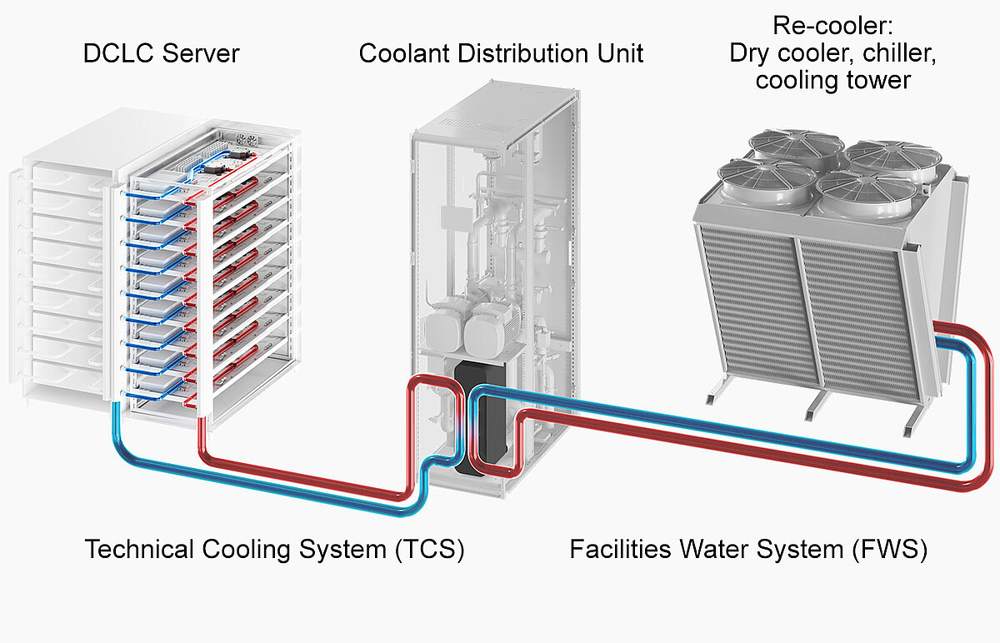 DCLC Server
Coolant Distribution Unit
Re-cooler:
Dry cooler, chiller,
cooling tower
Technical Cooling System (TCS)
Facilities Water System (FWS)